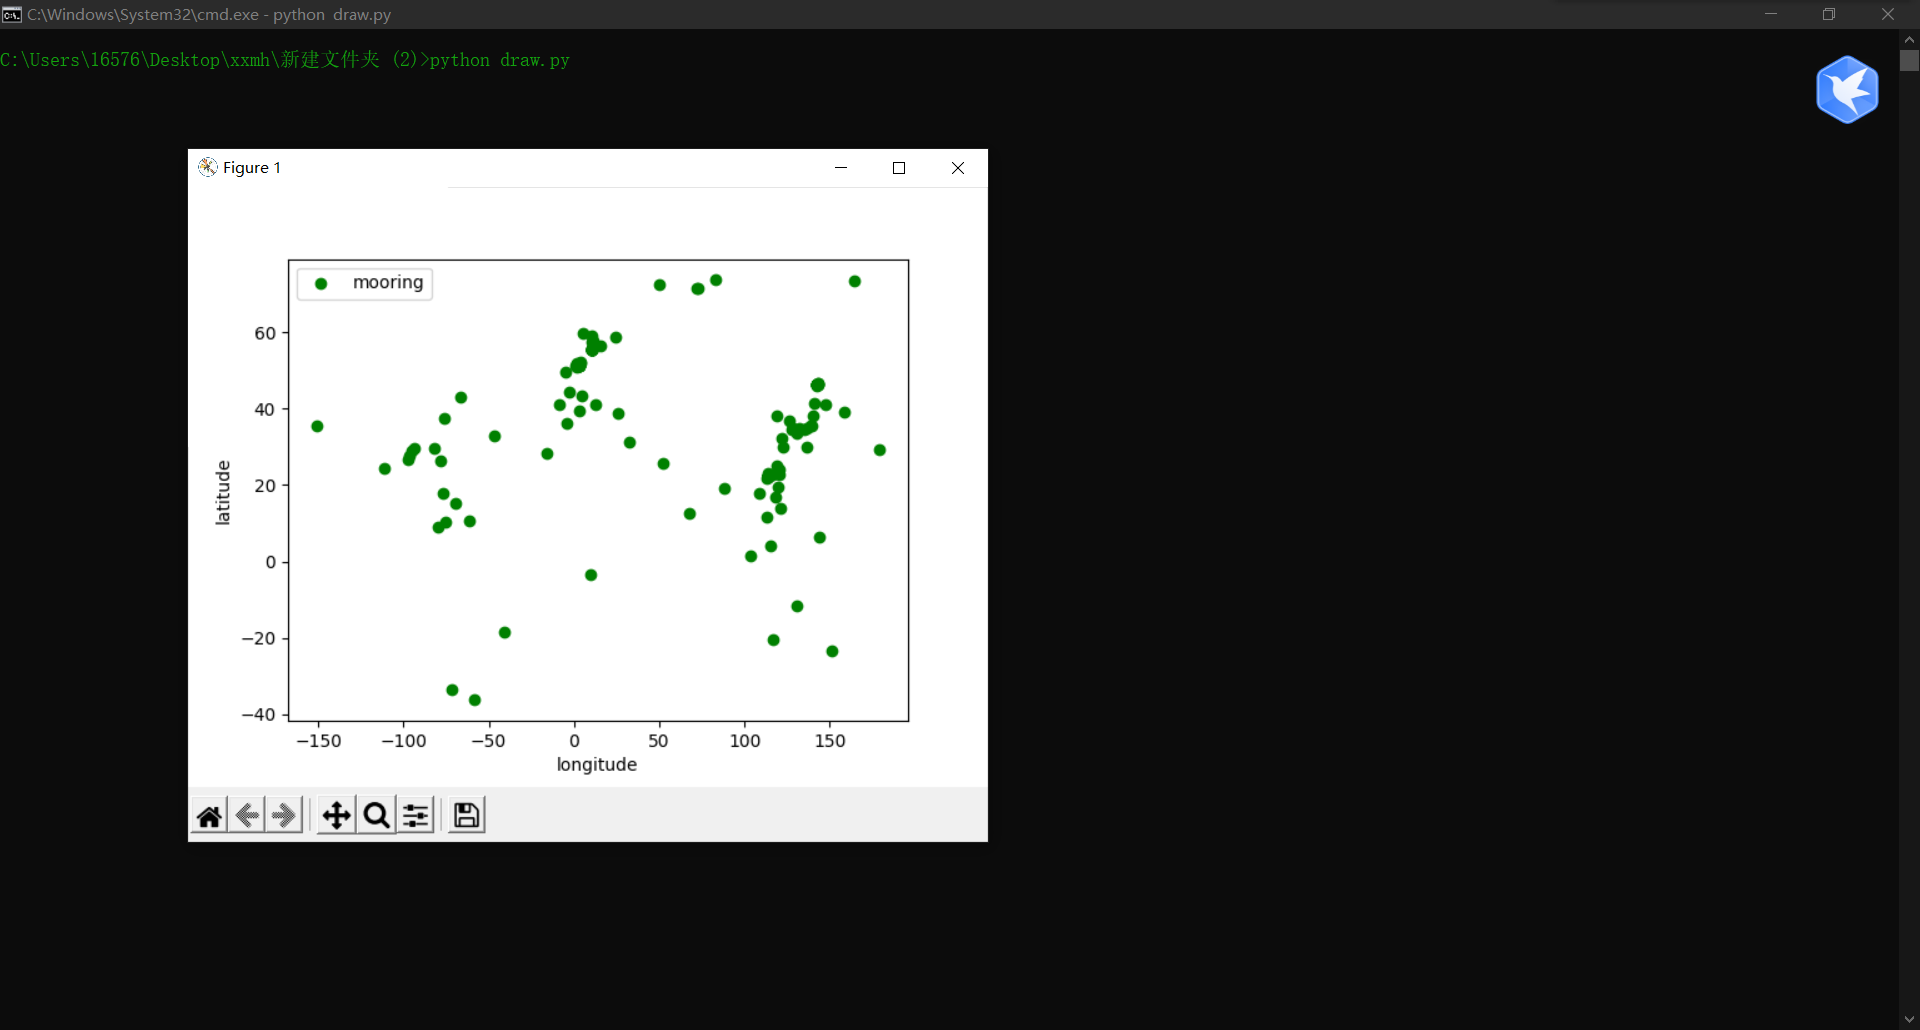 C:\Windows\System32\cmd.exe - python draw.py
C:\Users\16576\Desktop\xxmh\新建文件夹 (2)>python draw.py
Figure 1
mooring
60
40
20
0
−20
−40
latitude
−150 −100 −50 0 50 100 150
longitude